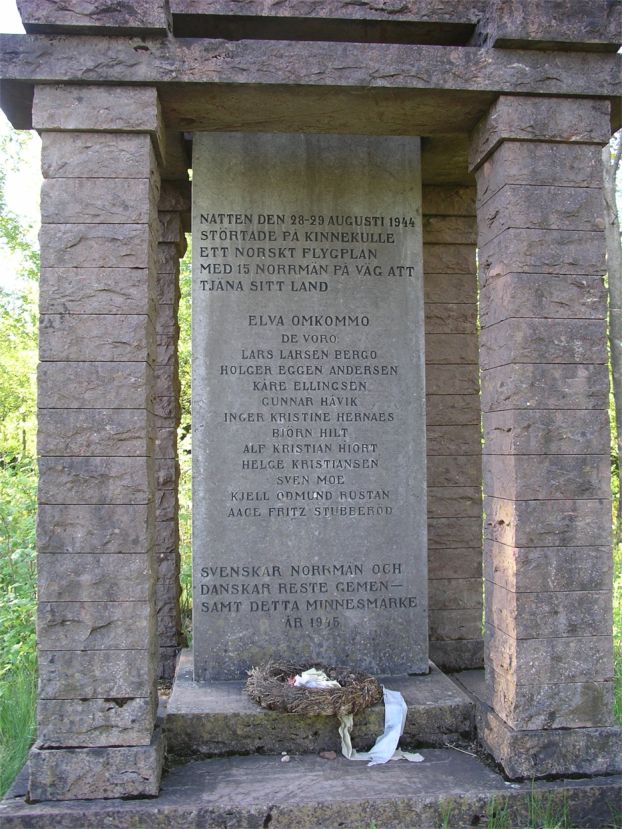 NATTEN DEN 28-29 AUGUSTI 1944
STÖRTADE PÅ KINNEKULLE
ETT NORSKT FLYGPLAN
MED 15 NORRMÄN PÅ VÄG ATT
TJÄNA SITT LAND.
ELVA OMKOMMO
DE VORO:
LARS LARSEN BERGO
HOLGER EGGEN ANDERSEN
KÅRE ELLINGSEN
GUNNAR HÅVIK
INGER KRISTINE HERNAES
BJÖRN HILT
ALF KRISTIAN HIORT
HELGE KRISTIANSEN
SVEN MOE
KJELL ODMUND RUSTAN
AAGE FRITZ STUBBERÖD
SVENSKAR NORRMÄN OCH
DANSKAR RESTE GEMEN—
SAMT DETTA MINNESMÄRKE
ÅR 1945.